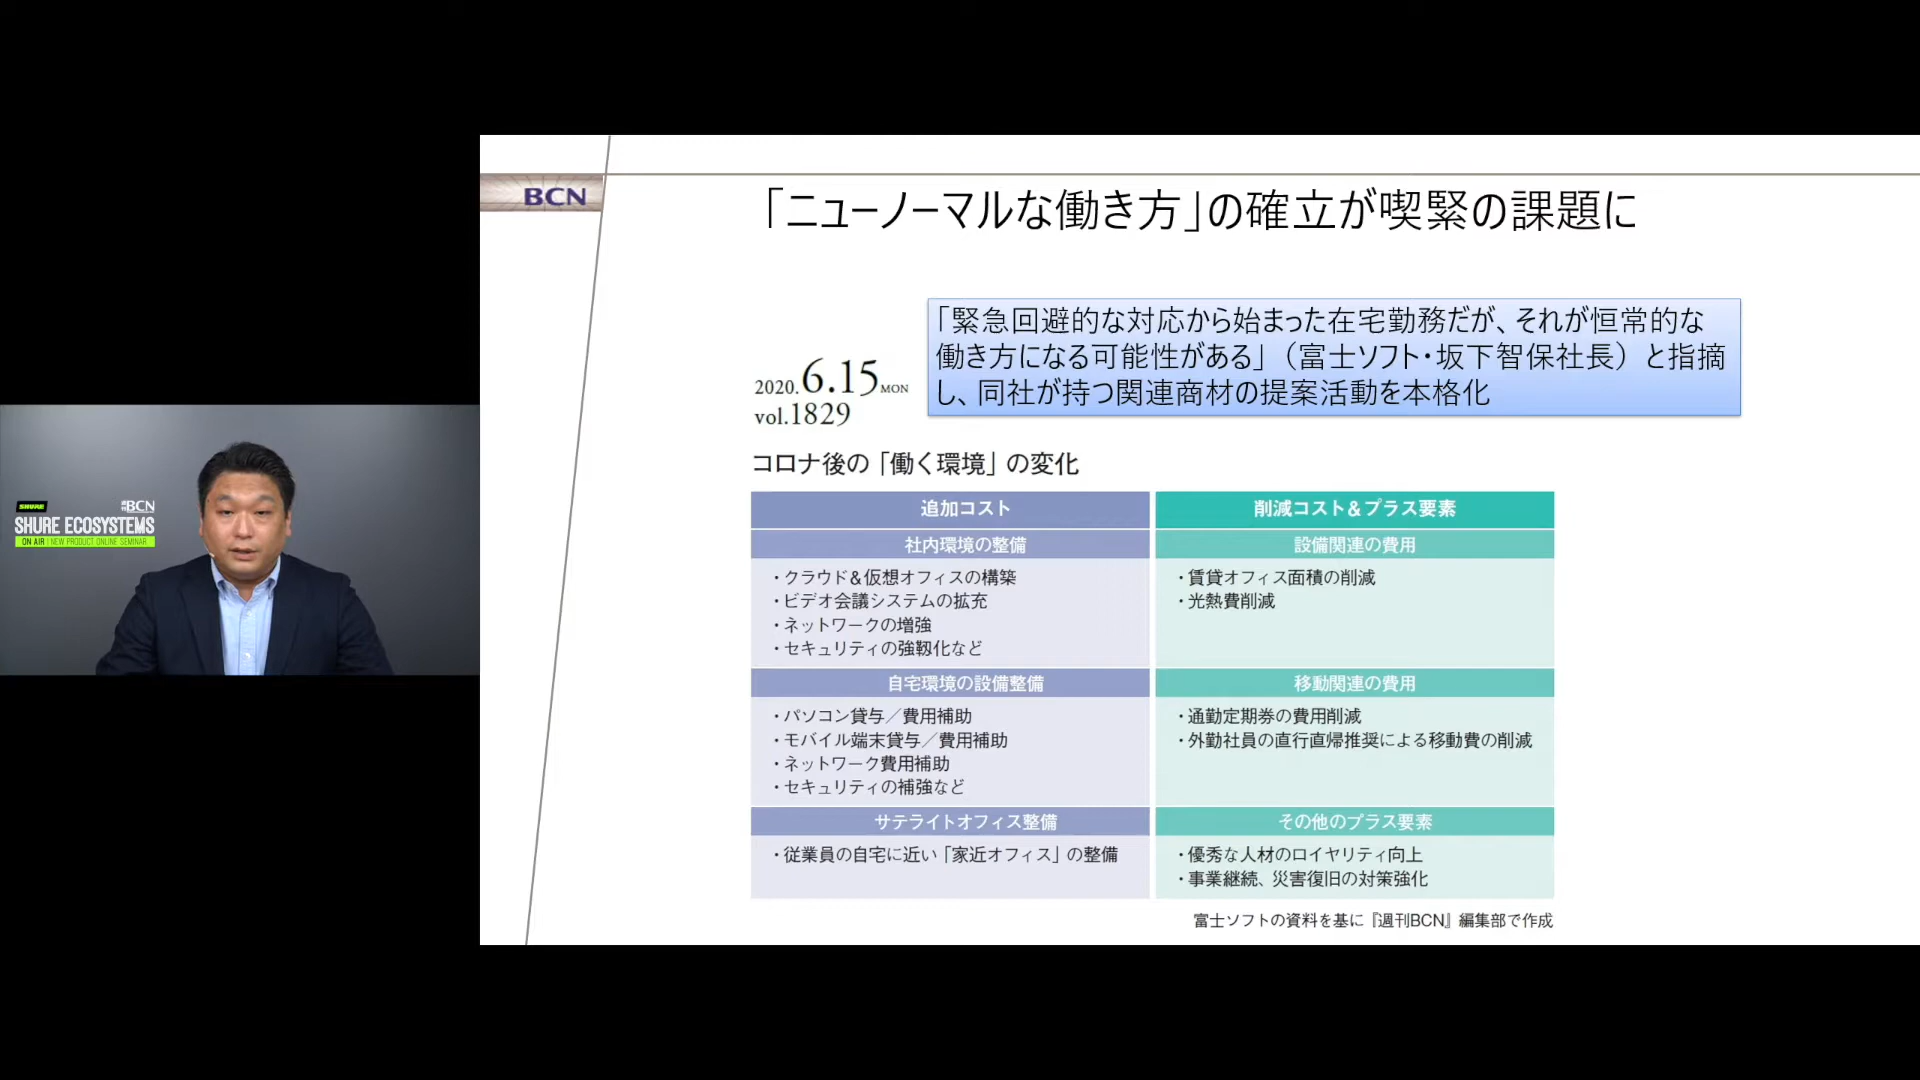 BCN
「ニューノーマルな働き方」の確立が喫緊の課題に
「緊急回避的な対応から始まった在宅勤務だが、それが恒常的な
働き方になる可能性がある」（富士ソフト・坂下智保社長）と指摘
し、同社が持つ関連商材の提案活動を本格化
2020.6.15 MON
vol.1829
コロナ後の「働く環境」の変化
追加コスト
社内環境の整備
・クラウド＆仮想オフィスの構築
・ビデオ会議システムの拡充
・ネットワークの増強
・セキュリティの強靱化など
自宅環境の設備整備
・パソコン貸与／費用補助
・モバイル端末貸与／費用補助
・ネットワーク費用補助
・セキュリティの補強など
サテライトオフィス整備
・従業員の自宅に近い「家近オフィス」の整備
削減コスト＆プラス要素
設備関連の費用
・賃貸オフィス面積の削減
・光熱費削減
移動関連の費用
・通勤定期券の費用削減
・外勤社員の直行直帰推奨による移動費の削減
その他のプラス要素
・優秀な人材のロイヤリティ向上
・事業継続、災害復旧の対策強化
富士ソフトの資料を基に『週刊BCN』編集部で作成
SHURE
週刊BCN
SHURE ECOSYSTEMS
ON AIR | NEW PRODUCT ONLINE SEMINAR